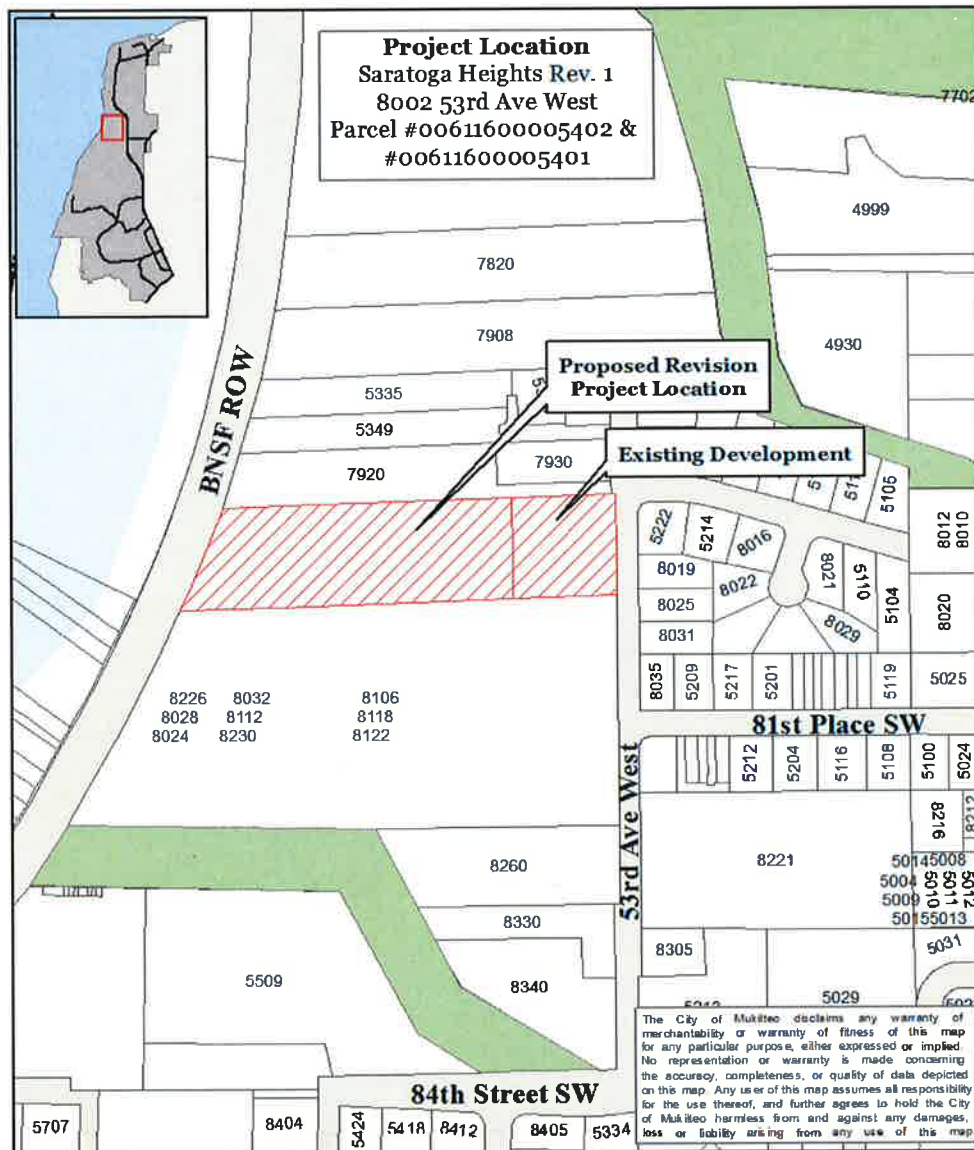 Project Location
Saratoga Heights Rev. 1
8002 53rd Ave West
Parcel #00611600005402 &
#00611600005401
7702
4999
7820
7908
4930
BNSF ROW
Proposed Revision
Project Location
5335
5349
7920
7930
Existing Development
5105
5222
5214
8016
8019
8022
8021
5110
5104
8012
8010
8025
8029
8020
8031
8035
5209
5217
5201
5119
5025
8226 8032 8106
8028 8112 8118
8024 8230 8122
81st Place SW
53rd Ave West
5212
5204
5116
5108
5100
5024
8216
8212
8260
8221
50145008
5004
5009
50155013
5010
5011
5012
8330
8305
5031
5509
8340
5029
The City of Mukilteo disclaims any warranty of
merchantability or warranty of fitness of this map
for any particular purpose, either expressed or implied.
No representation or warranty is made concerning
the accuracy, completeness, or quality of data depicted
on this map. Any user of this map assumes all responsibility
for the use thereof, and further agrees to hold the City
of Mukilteo harmless from and against any damages,
loss or liability arising from any use of this map
84th Street SW
5707
8404
5424
5418
8412
8405
5334